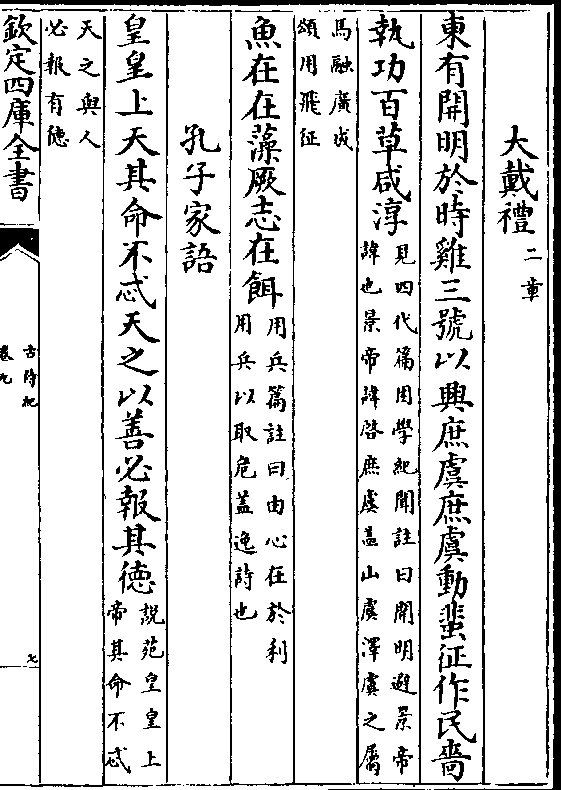 大戴禮二章
東有開明於時雞三號以興庶虞庶虞動蜚征作民嗇
執功百草咸淳見四代篇困學紀聞註曰開明避景帝
諱也景帝諱啓庶虞蓋山虞澤虞之屬
馬融廣成
頌用飛征
魚在在藻厥志在餌用兵篇註曰由心在於利
用兵以取危蓋逸詩也
孔子家語
皇皇上天其命不忒天之以善必報其德說苑皇皇上
帝其命不忒
天之與人
必報有德
欽定四庫全書
古詩紀
卷九
七